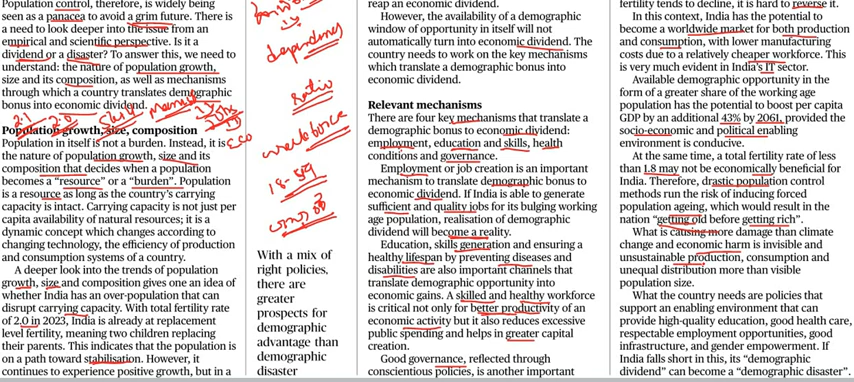 Population control, therefore, is widely being
seen as a panacea to avoid a grim future. There is
a need to look deeper into the issue from an
empirical and scientific perspective. Is it a
dividend or a disaster? To answer this, we need to
understand: the nature of population growth,
size and its composition, as well as mechanisms
through which a country translates demographic
bonus into economic dividend.
Population growth, size, composition
Population in itself is not a burden. Instead, it is
the nature of population growth, size and its
composition that decides when a population
becomes a "resource" or a "burden". Population
is a resource as long as the country's carrying
capacity is intact. Carrying capacity is not just per
capita availability of natural resources; it is a
dynamic concept which changes according to
changing technology, the efficiency of production
and consumption systems of a country.
A deeper look into the trends of population
growth, size and composition gives one an idea of
whether India has an over-population that can
disrupt carrying capacity. With total fertility rate
of 2.0 in 2023, India is already at replacement
level fertility, meaning two children replacing
their parents. This indicates that the population is
on a path toward stabilisation. However, it
continues to experience positive growth, but in a
2.1
2.0
Eco
dependency
ratio
workforce
18-59
With a mix of
right policies,
there are
greater
prospects for
demographic
advantage than
demographic
disaster
reap an economic dividend.
However, the availability of a demographic
window of opportunity in itself will not
automatically turn into economic dividend. The
country needs to work on the key mechanisms
which translate a demographic bonus into
economic dividend.
Relevant mechanisms
There are four key mechanisms that translate a
demographic bonus to economic dividend:
employment, education and skills, health
conditions and governance.
Employment or job creation is an important
mechanism to translate demographic bonus to
economic dividend. If India is able to generate
sufficient and quality jobs for its bulging working
age population, realisation of demographic
dividend will become a reality.
Education, skills generation and ensuring a
healthy lifespan by preventing diseases and
disabilities are also important channels that
translate demographic opportunity into
economic gains. A skilled and healthy workforce
is critical not only for better productivity of an
economic activity but it also reduces excessive
public spending and helps in greater capital
creation.
Good governance, reflected through
conscientious policies, is another important
fertility tends to decline, it is hard to reverse it.
In this context, India has the potential to
become a worldwide market for both production
and consumption, with lower manufacturing
costs due to a relatively cheaper workforce. This
is very much evident in India's IT sector.
Available demographic opportunity in the
form of a greater share of the working age
population has the potential to boost per capita
GDP by an additional 43% by 2061, provided the
socio-economic and political enabling
environment is conducive.
At the same time, a total fertility rate of less
than 1.8 may not be economically beneficial for
India. Therefore, drastic population control
methods run the risk of inducing forced
population ageing, which would result in the
nation "getting old before getting rich".
What is causing more damage than climate
change and economic harm is invisible and
unsustainable production, consumption and
unequal distribution more than visible
population size.
What the country needs are policies that
support an enabling environment that can
provide high-quality education, good health care,
respectable employment opportunities, good
infrastructure, and gender empowerment. If
India falls short in this, its "demographic
dividend" can become a "demographic disaster".